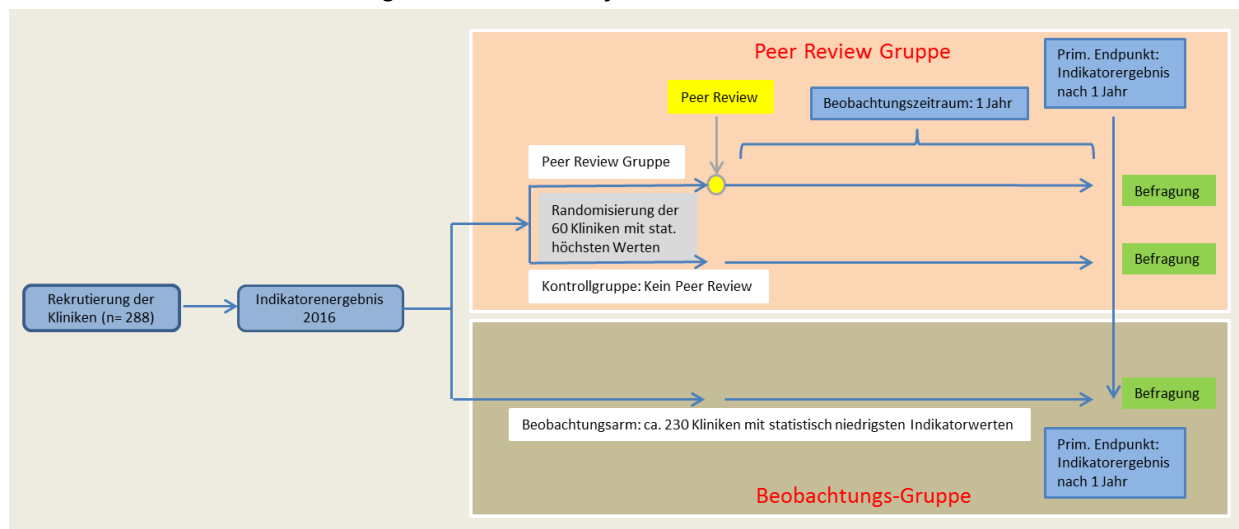 Peer Review Gruppe
Prim. Endpunkt:
Indikatorergebnis
nach 1 Jahr
Peer Review
Beobachtungszeitraum: 1 Jahr
Peer Review Gruppe
Befragung
Randomisierung der
60 Kliniken mit stat.
höchsten Werten
Befragung
Kontrollgruppe: Kein Peer Review
Rekrutierung der
Kliniken (n= 288)
Indikatorenergebnis
2016
Befragung
Beobachtungsarm: ca. 230 Kliniken mit statistisch niedrigsten Indikatorwerten
Prim. Endpunkt:
Indikatorergebnis
nach 1 Jahr
Beobachtungs-Gruppe